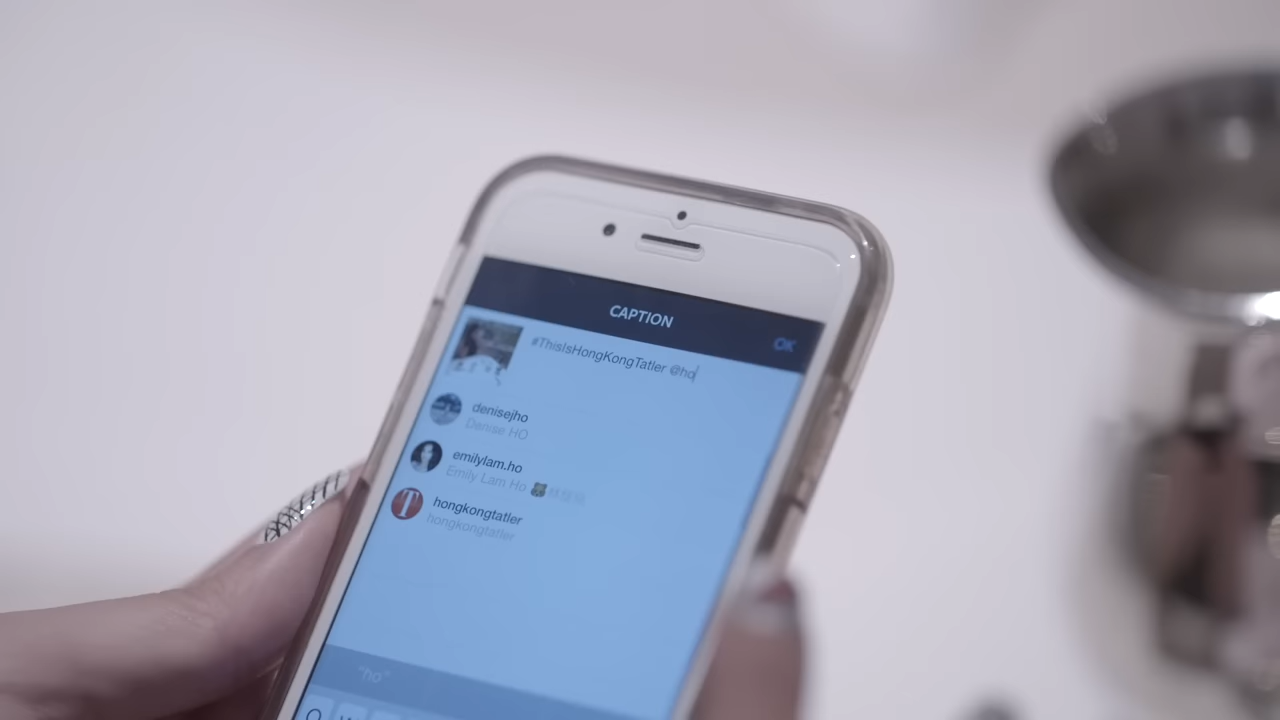 CAPTION
OK
#ThisIsHongKongTatler @ho
denisejho
Denise HO
emilylam.ho
Emily Lam Ho
T
hongkongtatler
hongkongtatler
"ho"